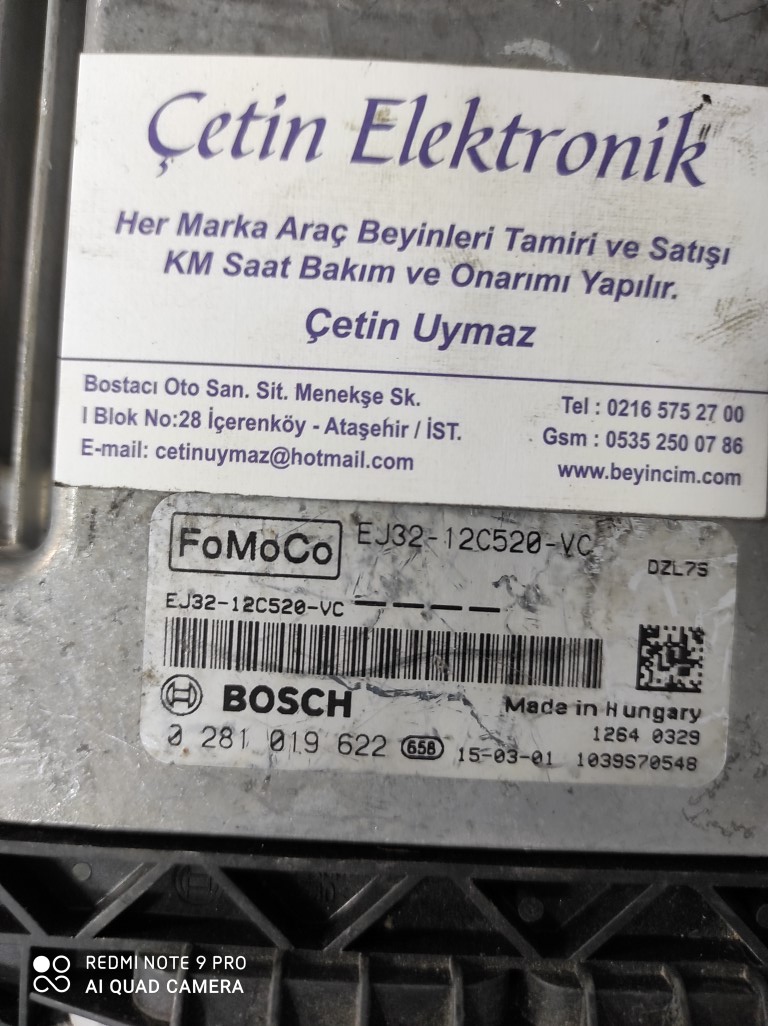 Çetin Elektronik
Her Marka Araç Beyinleri Tamiri ve Satışı
KM Saat Bakım ve Onarımı Yapılır.
Çetin Uymaz
Bostacı Oto San. Sit. Menekşe Sk.
I Blok No:28 İçerenköy - Ataşehir / İST.
E-mail: cetinuymaz@hotmail.com
Tel : 0216 575 27 00
Gsm : 0535 250 07 86
www.beyincim.com
FoMoCo EJ32-12C520-VC
DZL7S
EJ32-12C520-VC – – – –
BOSCH
Made in Hungary
0 281 019 622 658 15-03-01
1264 0329
1039S70548
REDMI NOTE 9 PRO
AI QUAD CAMERA